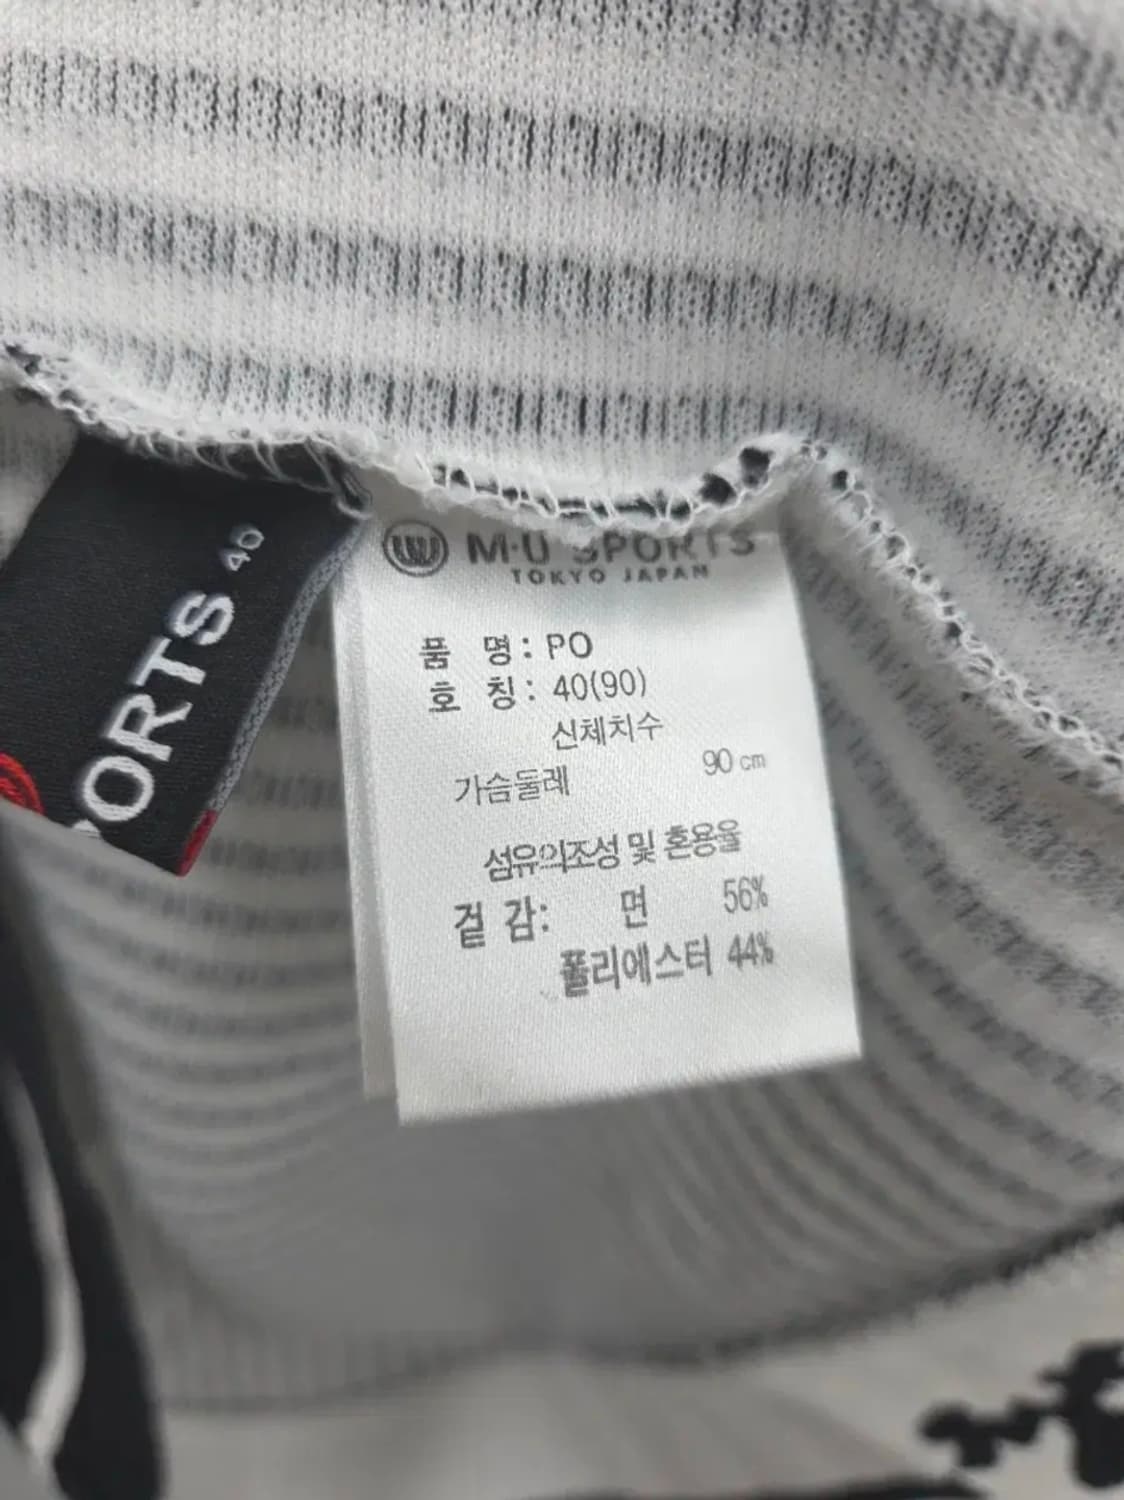 40
PORTS
M·U SPORTS
TOKYO JAPAN
품 명: PO
호 칭: 40(90)
신체치수
가슴둘레 90 cm
섬유의조성 및 혼용율
겉 감: 면 56%
폴리에스터 44%